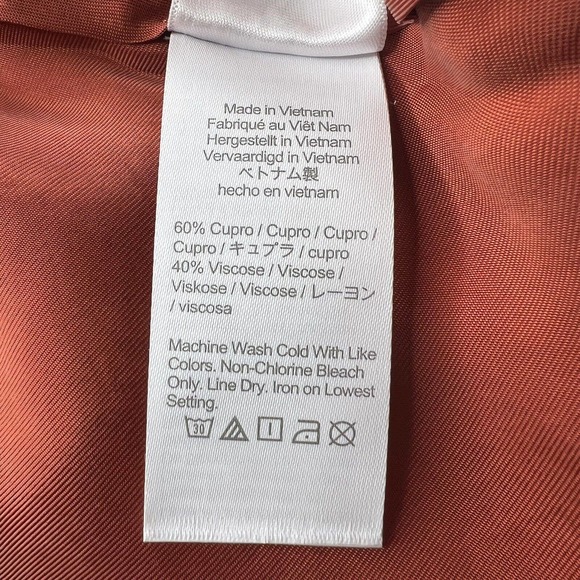 Made in Vietnam
Fabriqué au Viêt Nam
Hergestellt in Vietnam
Vervaardigd in Vietnam
ベトナム製
hecho en vietnam
60% Cupro / Cupro / Cupro /
Cupro / キュプラ / cupro
40% Viscose / Viscose /
Viskose / Viscose / レーヨン
/ viscosa
Machine Wash Cold With Like
Colors. Non-Chlorine Bleach
Only. Line Dry. Iron on Lowest
Setting.
30